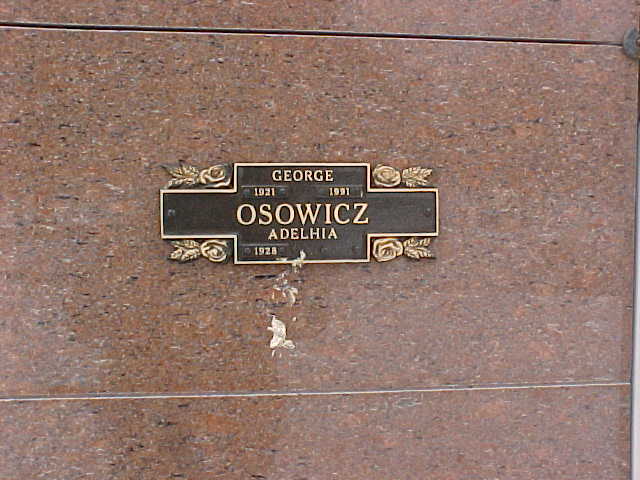 GEORGE
1921 1991
OSOWICZ
ADELHIA
1928